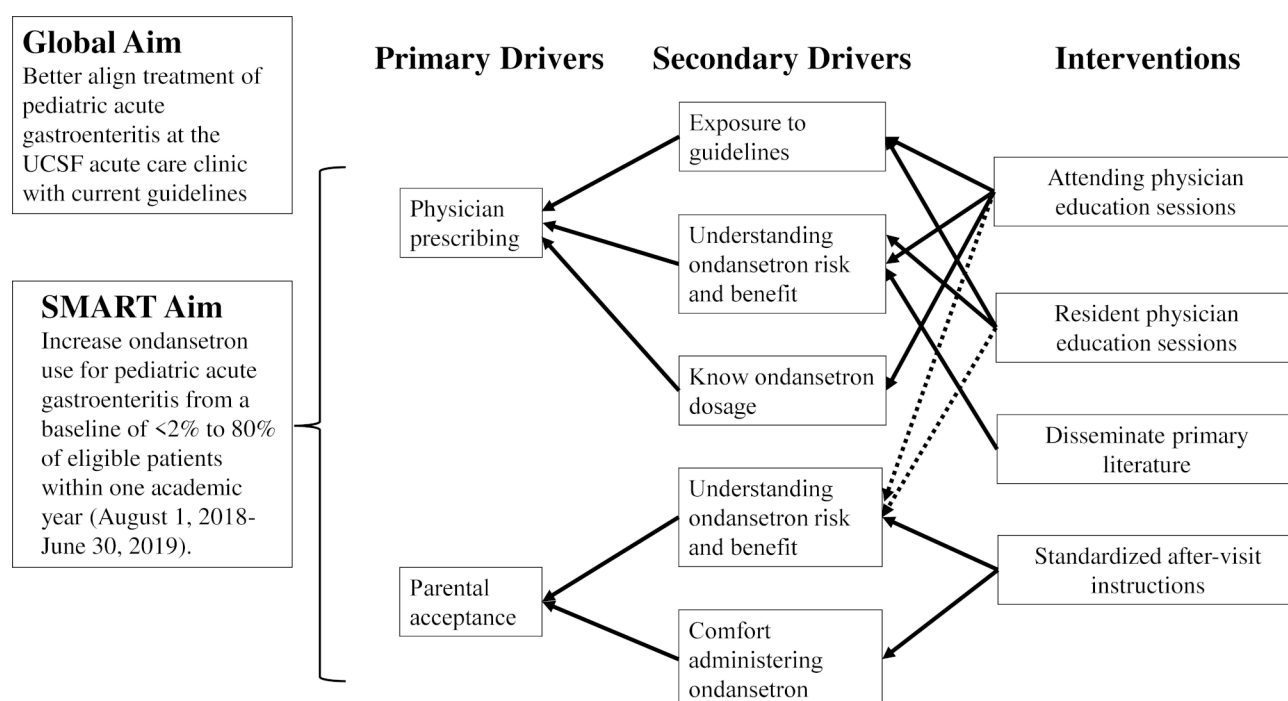 Global Aim
Better align treatment of
pediatric acute
gastroenteritis at the
UCSF acute care clinic
with current guidelines
SMART Aim
Increase ondansetron
use for pediatric acute
gastroenteritis from a
baseline of <2% to 80%
of eligible patients
within one academic
year (August 1, 2018-
June 30, 2019).
Primary Drivers
Physician
prescribing
Parental
acceptance
Secondary Drivers
Exposure to
guidelines
Understanding
ondansetron risk
and benefit
Know ondansetron
dosage
Understanding
ondansetron risk
and benefit
Comfort
administering
ondansetron
Interventions
Attending physician
education sessions
Resident physician
education sessions
Disseminate primary
literature
Standardized after-visit
instructions